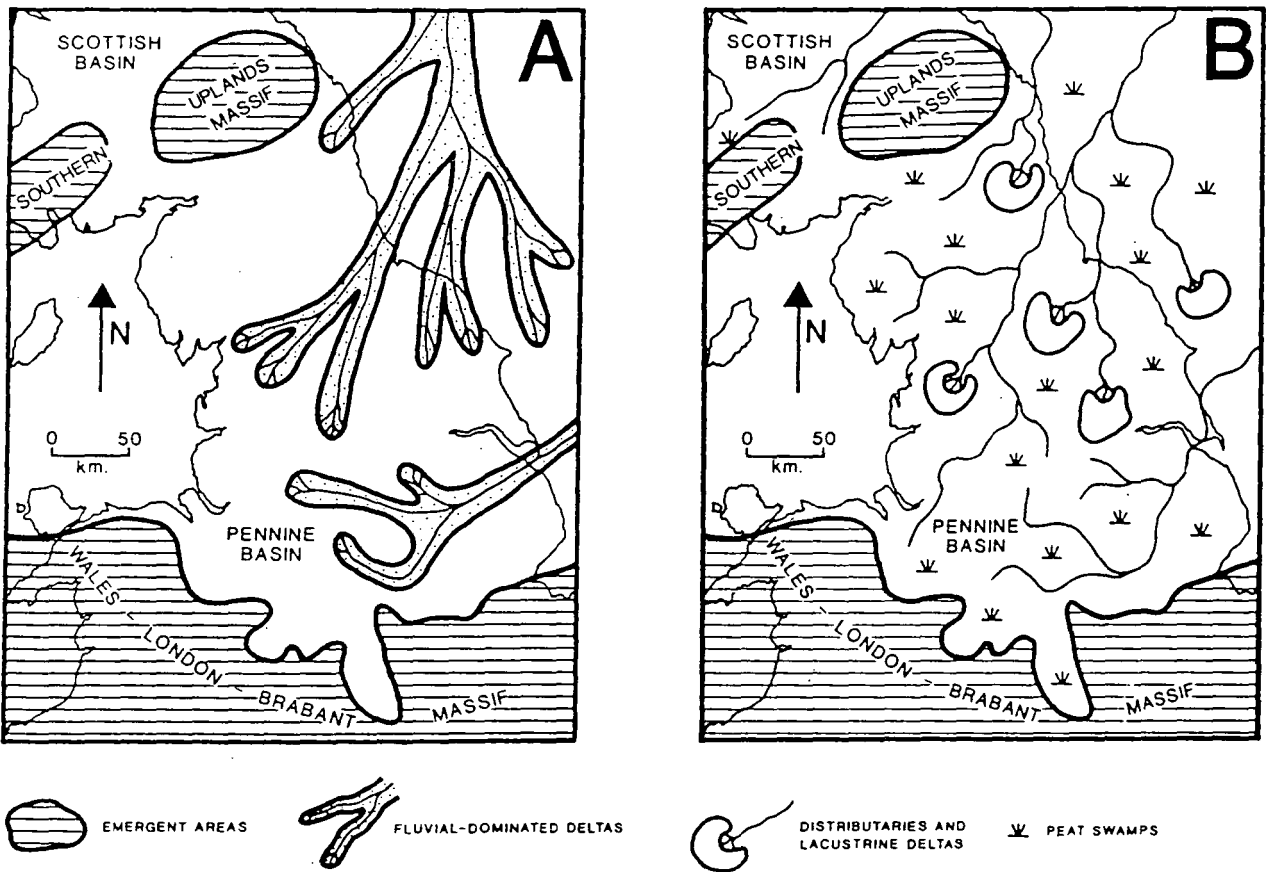 A
SCOTTISH
BASIN
UPLANDS
MASSIF
SOUTHERN
N
0 50
km.
PENNINE
BASIN
WALES - LONDON - BRABANT MASSIF
B
SCOTTISH
BASIN
UPLANDS
MASSIF
SOUTHERN
N
0 50
km.
PENNINE
BASIN
WALES - LONDON - BRABANT MASSIF
EMERGENT AREAS
FLUVIAL-DOMINATED DELTAS
DISTRIBUTARIES AND
LACUSTRINE DELTAS
PEAT SWAMPS